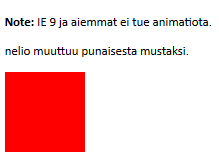 Note: IE 9 ja aiemmat ei tue animatiota.
nelio muuttuu punaisesta mustaksi.